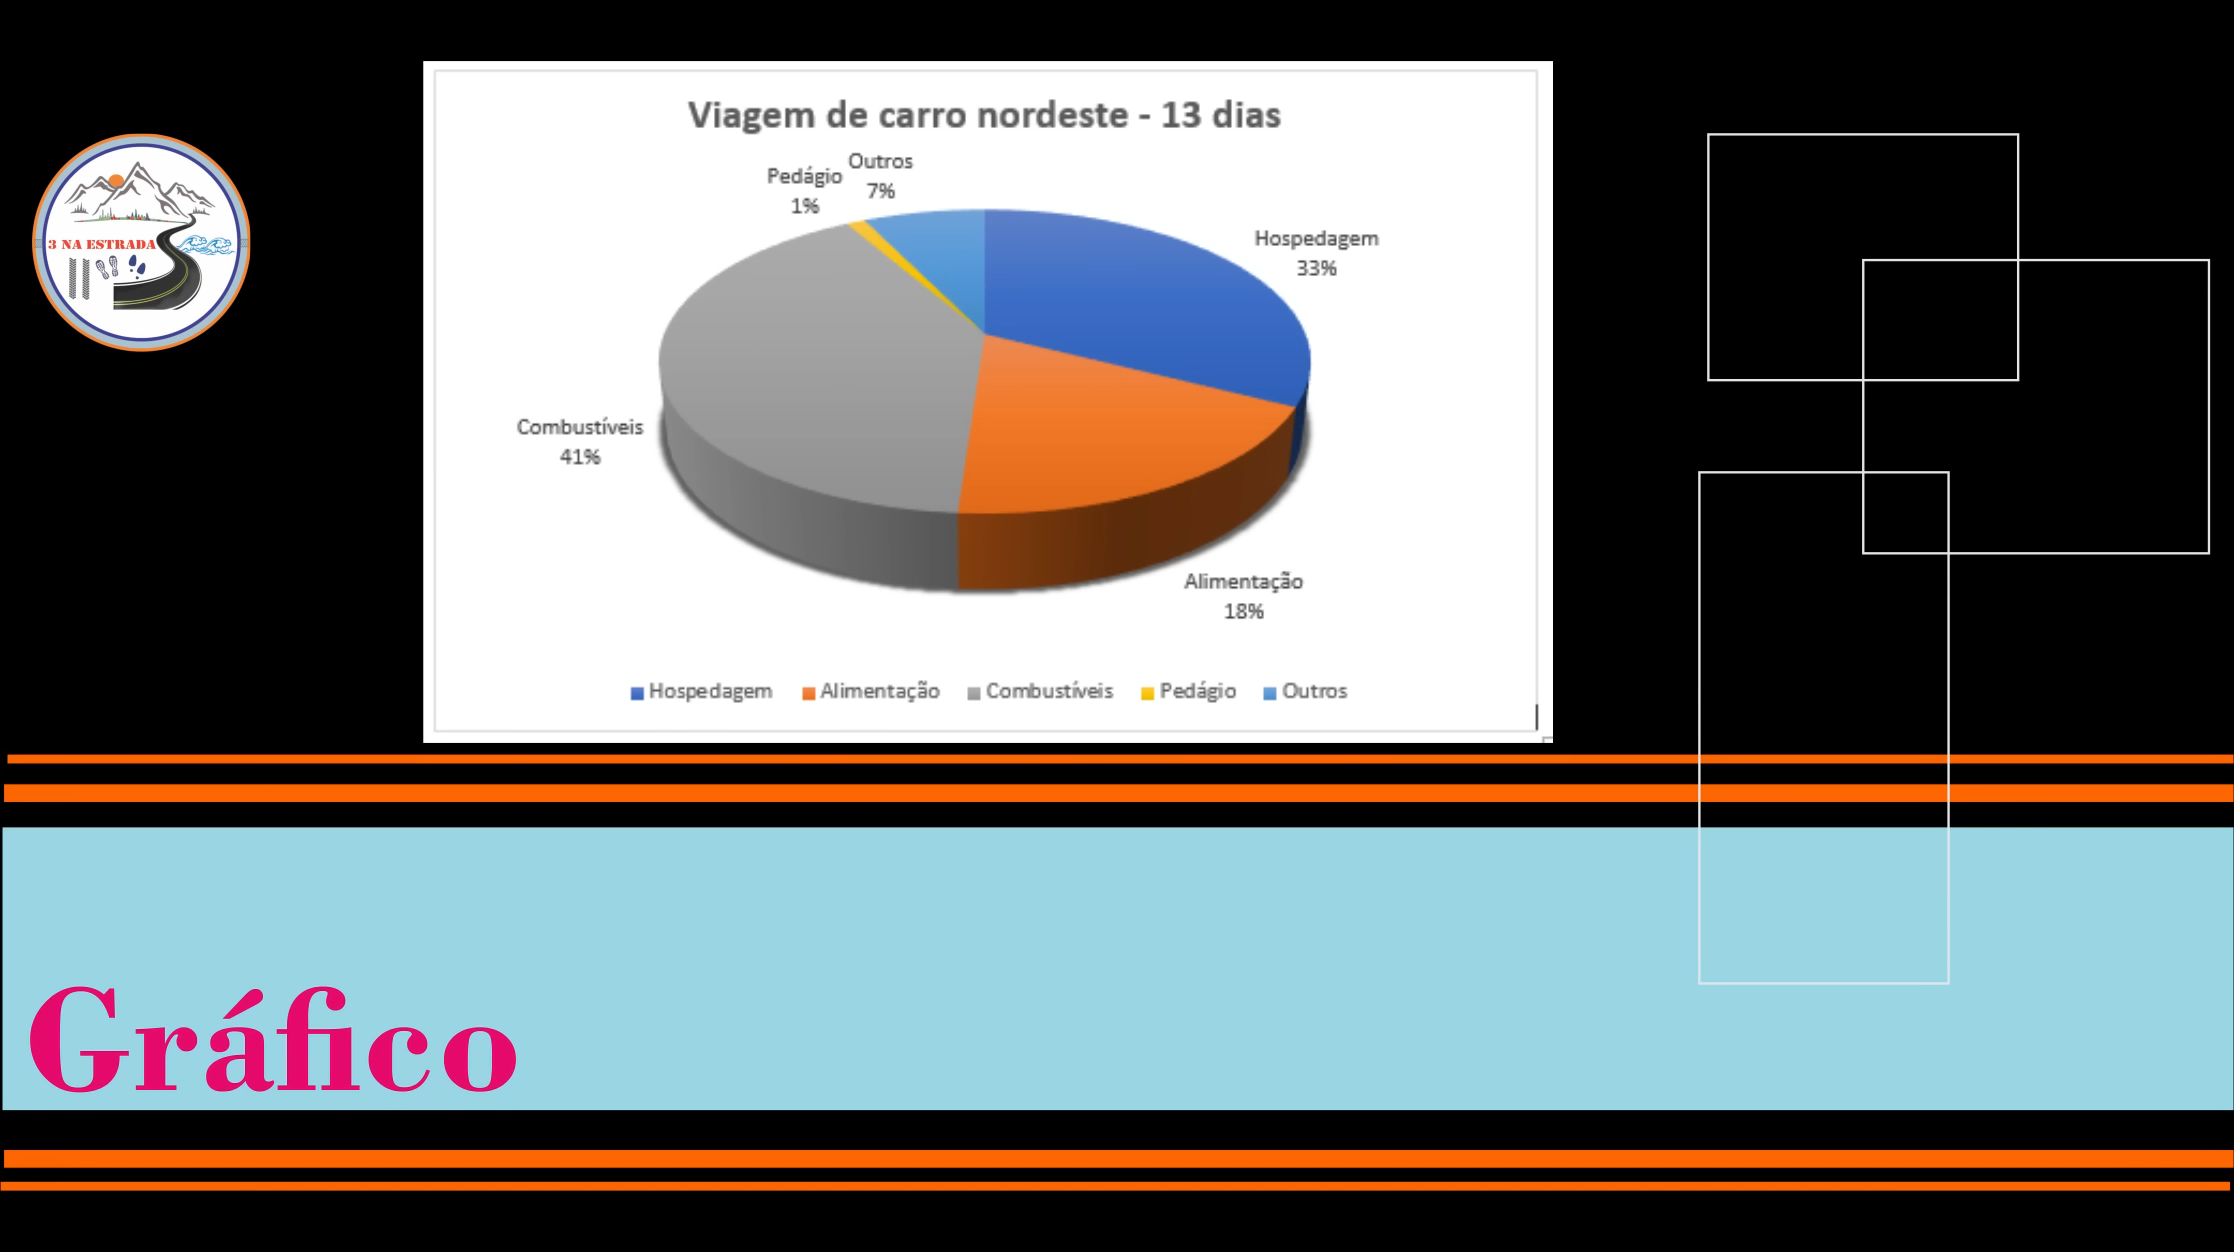 Viagem de carro nordeste - 13 dias
Outros
7%
Pedágio
1%
Hospedagem
33%
Combustíveis
41%
Alimentação
18%
Hospedagem Alimentação Combustíveis Pedágio Outros
3 NA ESTRADA
Gráfico